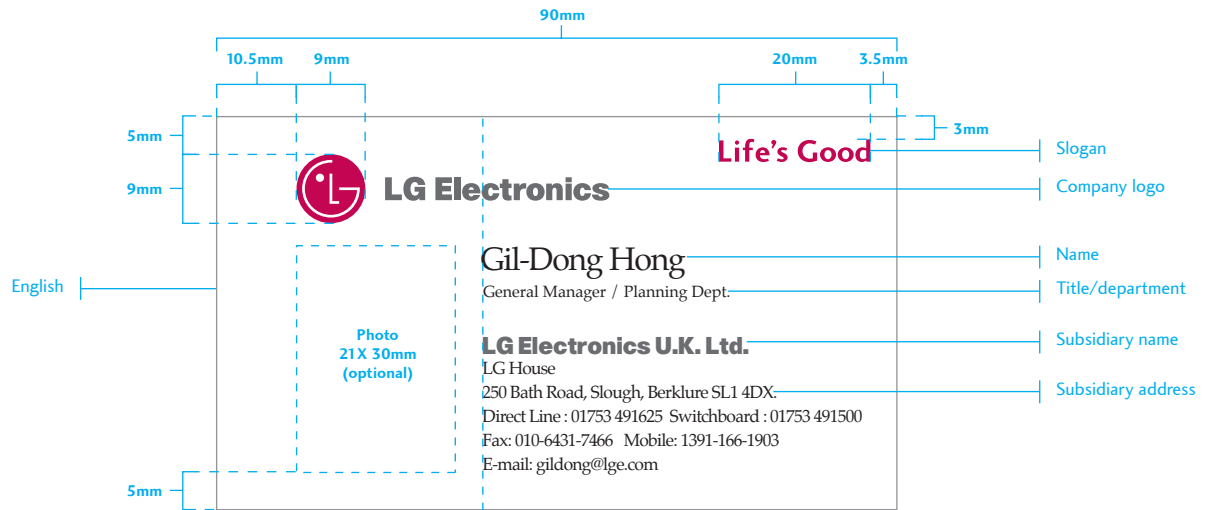 90mm
10.5mm 9mm 20mm 3.5mm
5mm 3mm
Life's Good Slogan
9mm LG LG Electronics Company logo
Gil-Dong Hong Name
English General Manager / Planning Dept. Title/department
Photo
21X 30mm
(optional)
LG Electronics U.K. Ltd. Subsidiary name
LG House
250 Bath Road, Slough, Berklure SL1 4DX. Subsidiary address
Direct Line : 01753 491625 Switchboard : 01753 491500
Fax: 010-6431-7466 Mobile: 1391-166-1903
E-mail: gildong@lge.com
5mm